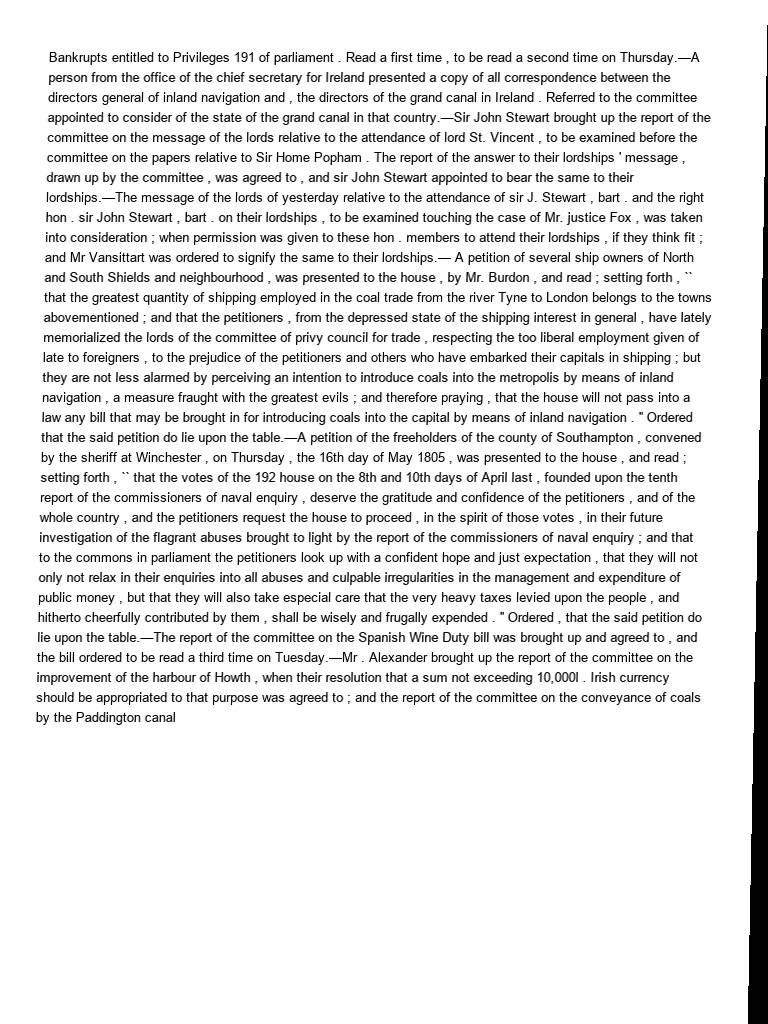 Bankrupts entitled to Privileges 191 of parliament . Read a first time , to be read a second time on Thursday.—A
person from the office of the chief secretary for Ireland presented a copy of all correspondence between the
directors general of inland navigation and , the directors of the grand canal in Ireland . Referred to the committee
appointed to consider of the state of the grand canal in that country.—Sir John Stewart brought up the report of the
committee on the message of the lords relative to the attendance of lord St. Vincent , to be examined before the
committee on the papers relative to Sir Home Popham . The report of the answer to their lordships ' message ,
drawn up by the committee , was agreed to , and sir John Stewart appointed to bear the same to their
lordships.—The message of the lords of yesterday relative to the attendance of sir J. Stewart , bart . and the right
hon . sir John Stewart , bart . on their lordships , to be examined touching the case of Mr. justice Fox , was taken
into consideration ; when permission was given to these hon . members to attend their lordships , if they think fit ;
and Mr Vansittart was ordered to signify the same to their lordships.— A petition of several ship owners of North
and South Shields and neighbourhood , was presented to the house , by Mr. Burdon , and read ; setting forth , ``
that the greatest quantity of shipping employed in the coal trade from the river Tyne to London belongs to the towns
abovementioned ; and that the petitioners , from the depressed state of the shipping interest in general , have lately
memorialized the lords of the committee of privy council for trade , respecting the too liberal employment given of
late to foreigners , to the prejudice of the petitioners and others who have embarked their capitals in shipping ; but
they are not less alarmed by perceiving an intention to introduce coals into the metropolis by means of inland
navigation , a measure fraught with the greatest evils ; and therefore praying , that the house will not pass into a
law any bill that may be brought in for introducing coals into the capital by means of inland navigation . '' Ordered
that the said petition do lie upon the table.—A petition of the freeholders of the county of Southampton , convened
by the sheriff at Winchester , on Thursday , the 16th day of May 1805 , was presented to the house , and read ;
setting forth , `` that the votes of the 192 house on the 8th and 10th days of April last , founded upon the tenth
report of the commissioners of naval enquiry , deserve the gratitude and confidence of the petitioners , and of the
whole country , and the petitioners request the house to proceed , in the spirit of those votes , in their future
investigation of the flagrant abuses brought to light by the report of the commissioners of naval enquiry ; and that
to the commons in parliament the petitioners look up with a confident hope and just expectation , that they will not
only not relax in their enquiries into all abuses and culpable irregularities in the management and expenditure of
public money , but that they will also take especial care that the very heavy taxes levied upon the people , and
hitherto cheerfully contributed by them , shall be wisely and frugally expended . '' Ordered , that the said petition do
lie upon the table.—The report of the committee on the Spanish Wine Duty bill was brought up and agreed to , and
the bill ordered to be read a third time on Tuesday.—Mr . Alexander brought up the report of the committee on the
improvement of the harbour of Howth , when their resolution that a sum not exceeding 10,000l . Irish currency
should be appropriated to that purpose was agreed to ; and the report of the committee on the conveyance of coals
by the Paddington canal